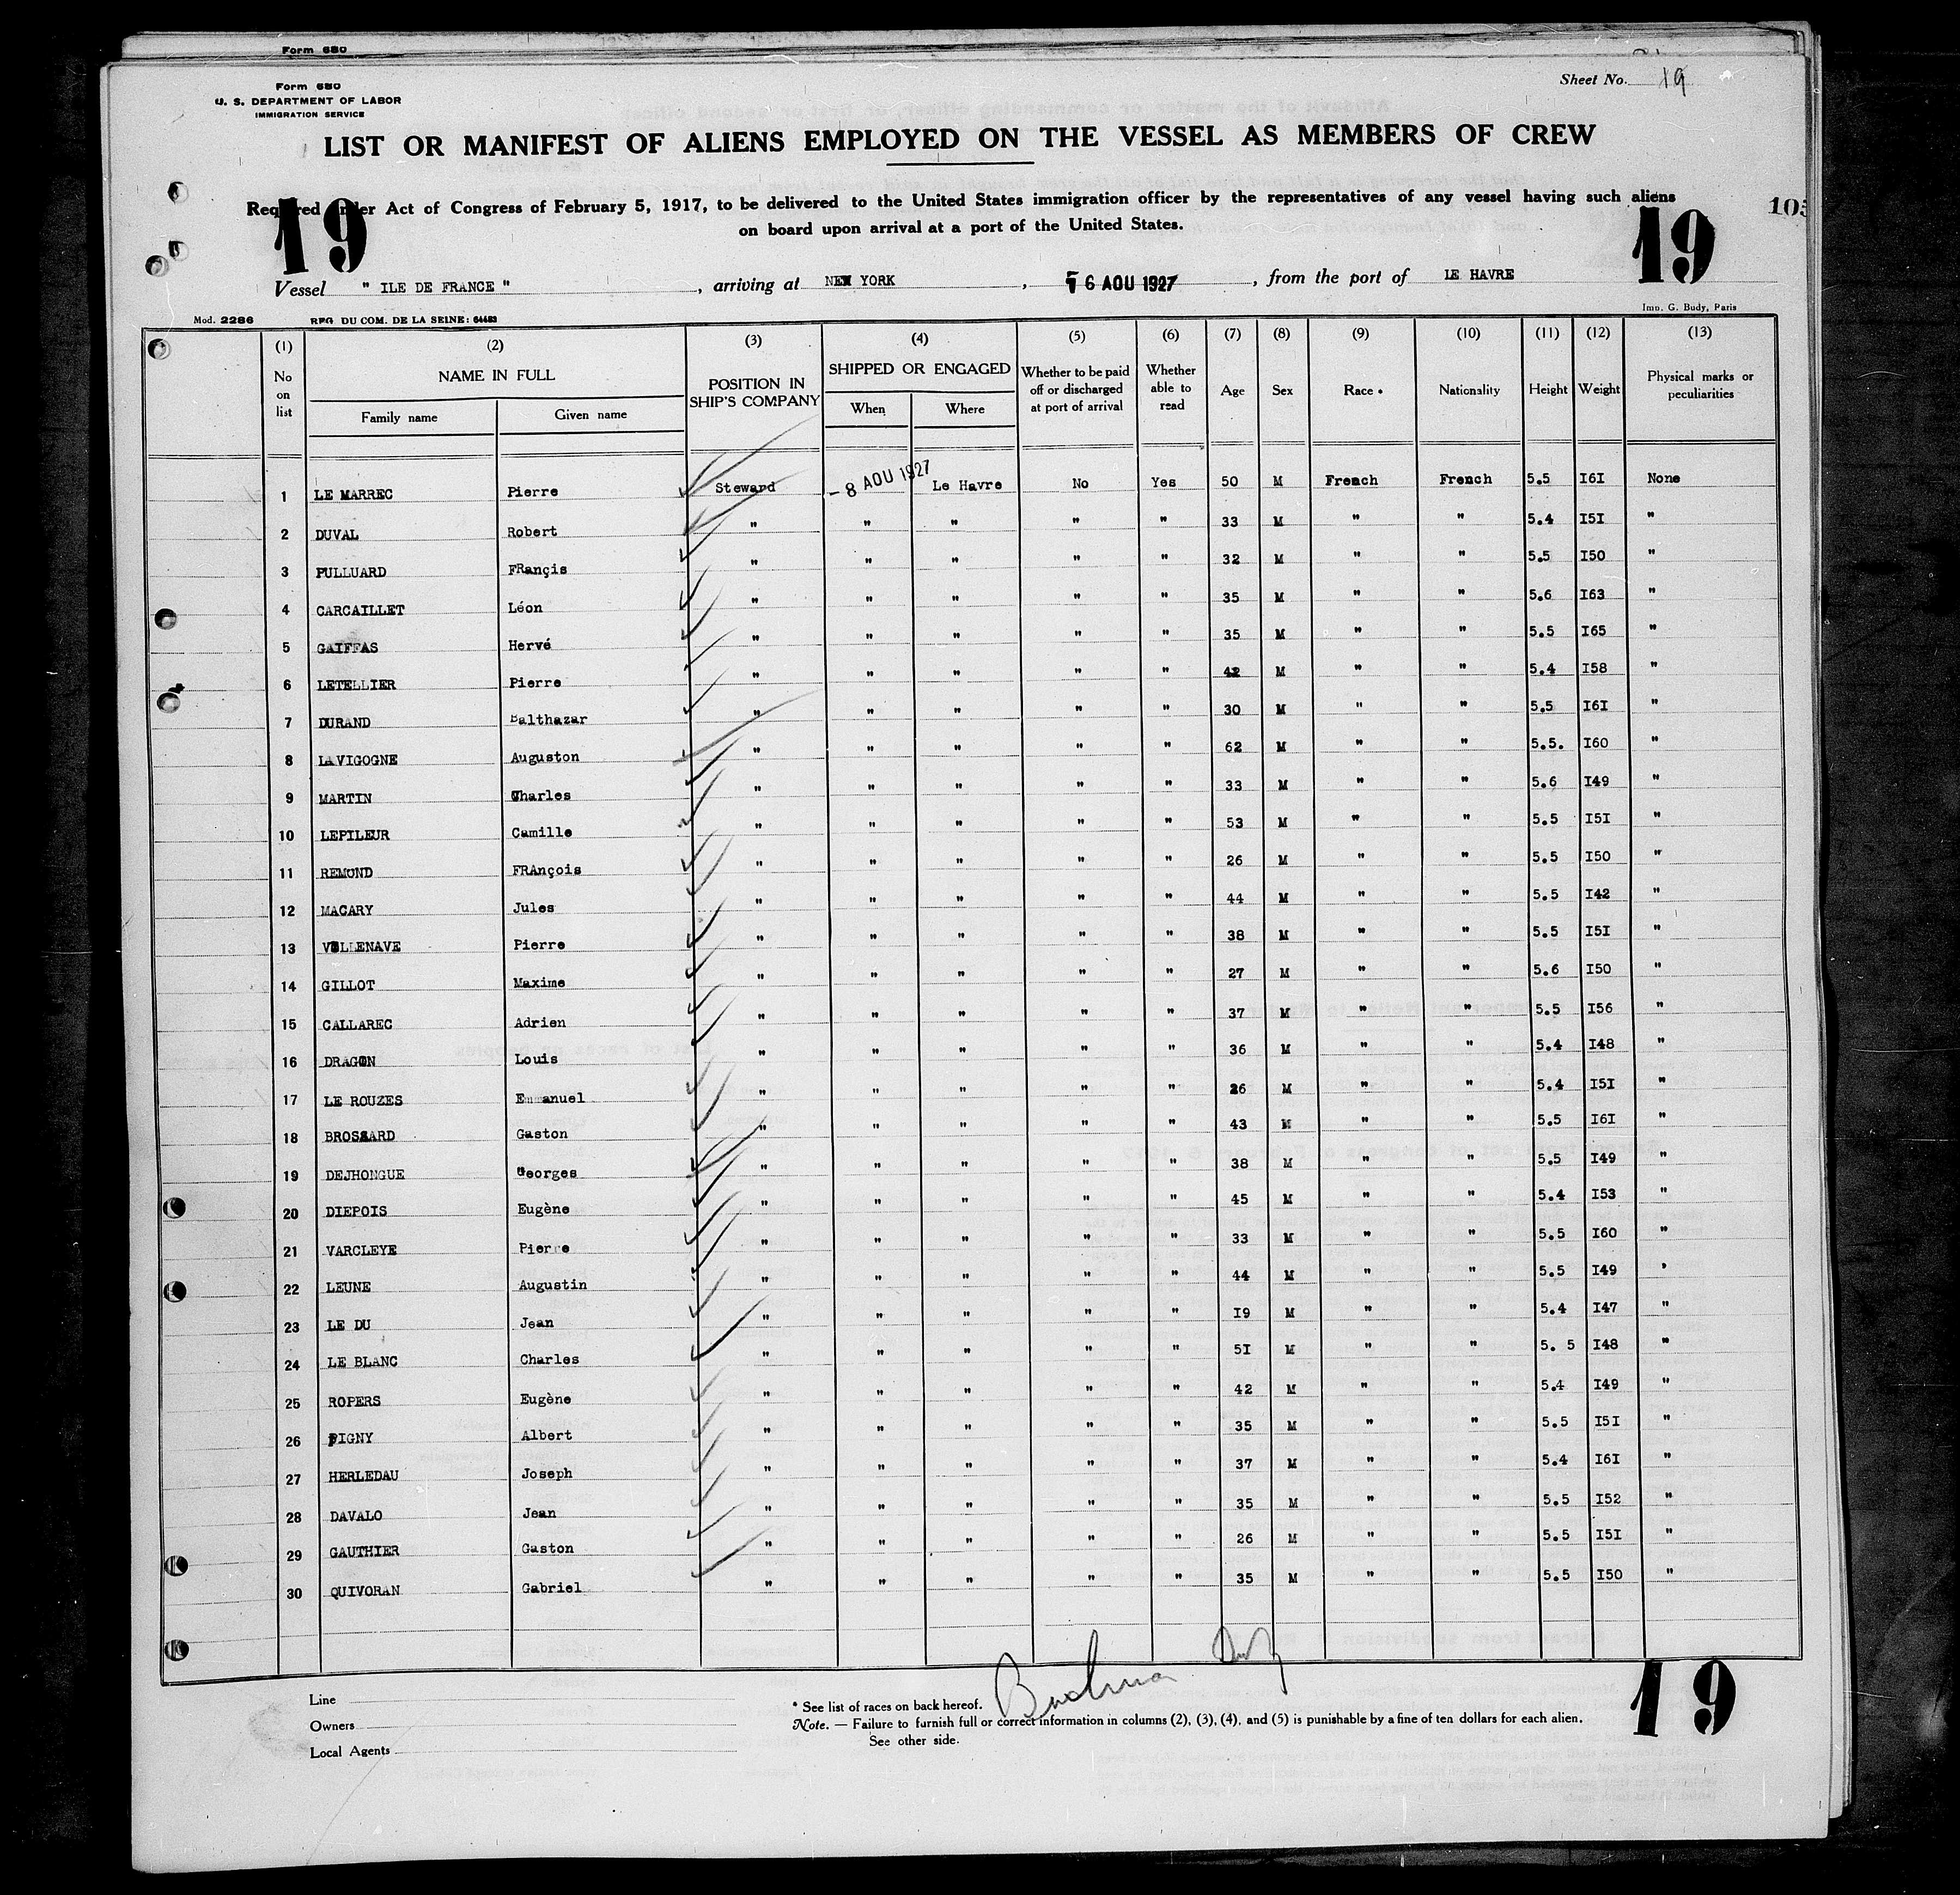 Form 680
Form 680
U. S. DEPARTMENT OF LABOR
IMMIGRATION SERVICE
Sheet No. 19
LIST OR MANIFEST OF ALIENS EMPLOYED ON THE VESSEL AS MEMBERS OF CREW
Required under Act of Congress of February 5, 1917, to be delivered to the United States immigration officer by the representatives of any vessel having such aliens
on board upon arrival at a port of the United States.
19
19
105
Vessel " ILE DE FRANCE " , arriving at NEW YORK , 6 AOU 1927 , from the port of LE HAVRE
Mod. 2286 REG. DU COM. DE LA SEINE: 64483 Imp. G. Budy, Paris
(1) (2) (3) (4) (5) (6) (7) (8) (9) (10) (11) (12) (13)
No on list NAME IN FULL Family name Given name POSITION IN SHIP'S COMPANY SHIPPED OR ENGAGED When Where Whether to be paid off or discharged at port of arrival Whether able to read Age Sex Race * Nationality Height Weight Physical marks or peculiarities
1 LE MARREC Pierre Steward - 8 AOU 1927 Le Havre No Yes 50 M French French 5.5 I6I None
2 DUVAL Robert " " " " " 33 M " " 5.4 I5I "
3 PULLUARD FRançis " " " " " 32 M " " 5.5 I50 "
4 CARCAILLET Léon " " " " " 35 M " " 5.6 I63 "
5 GAIFFAS Hervé " " " " " 35 M " " 5.5 I65 "
6 LETELLIER Pierre " " " " " 42 M " " 5.4 I58 "
7 DURAND Balthazar " " " " " 30 M " " 5.5 I6I "
8 LAVIGOGNE Auguston " " " " " 62 M " " 5.5. I60 "
9 MARTIN Charles " " " " " 33 M " " 5.6 I49 "
10 LEPILEUR Camille " " " " " 53 M " " 5.5 I5I "
11 REMOND FRAnçois " " " " " 26 M " " 5.5 I50 "
12 MACARY Jules " " " " " 44 M " " 5.5 I42 "
13 VILLENAVE Pierre " " " " " 38 M " " 5.5 I5I "
14 GILLOT Maxime " " " " " 27 M " " 5.6 I50 "
15 CALLAREC Adrien " " " " " 37 M " " 5.5 I56 "
16 DRAGON Louis " " " " " 36 M " " 5.4 I48 "
17 LE ROUZES Emmanuel " " " " " 26 M " " 5.4 I5I "
18 BROSSARD Gaston " " " " " 43 M " " 5.5 I6I "
19 DEJHONGUE Georges " " " " " 38 M " " 5.5 I49 "
20 DIEPOIS Eugène " " " " " 45 M " " 5.4 I53 "
21 VARCLEYE Pierre " " " " " 33 M " " 5.5 I60 "
22 LEUNE Augustin " " " " " 44 M " " 5.5 I49 "
23 LE DU Jean " " " " " I9 M " " 5.4 I47 "
24 LE BLANC Charles " " " " " 5I M " " 5. 5 I48 "
25 ROPERS Eugène " " " " " 42 M " " 5.4 I49 "
26 FIGNY Albert " " " " " 35 M " " 5.5 I5I "
27 HERLEDAU Joseph " " " " " 37 M " " 5.4 I6I "
28 DAVALO Jean " " " " " 35 M " " 5.5 I52 "
29 GAUTHIER Gaston " " " " " 26 M " " 5.5 I5I "
30 QUIVORAN Gabriel " " " " " 35 M " " 5.5 I50 "
19
Line
Owners
Local Agents
* See list of races on back hereof.
Note. — Failure to furnish full or correct information in columns (2), (3), (4), and (5) is punishable by a fine of ten dollars for each alien.
See other side.